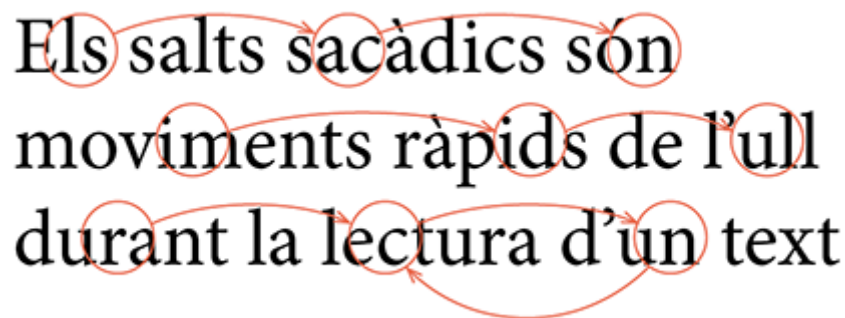 Els salts sacàdics són
moviments ràpids de l’ull
durant la lectura d’un text